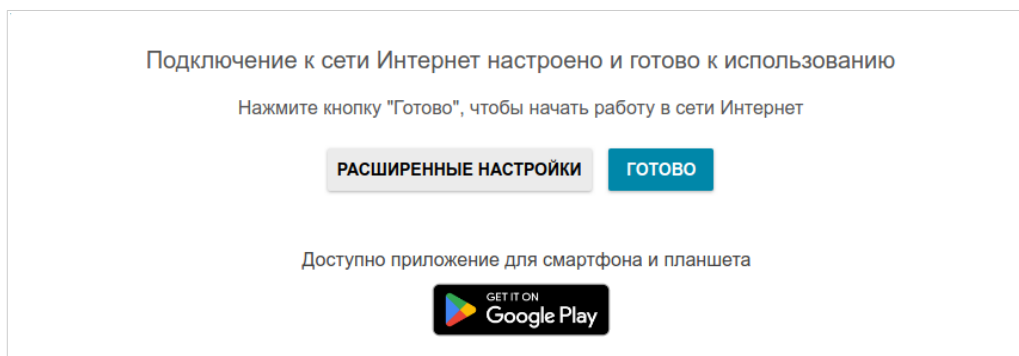 Подключение к сети Интернет настроено и готово к использованию
Нажмите кнопку "Готово", чтобы начать работу в сети Интернет
РАСШИРЕННЫЕ НАСТРОЙКИ ГОТОВО
Доступно приложение для смартфона и планшета
GET IT ON
Google Play